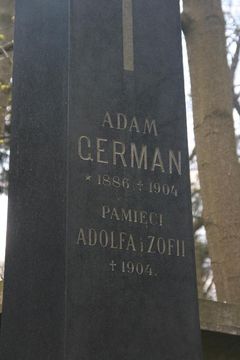 ADAM
GERMAN
* 1886 + 1904
PAMIĘCI
ADOLFA i ZOFII
+ 1904.